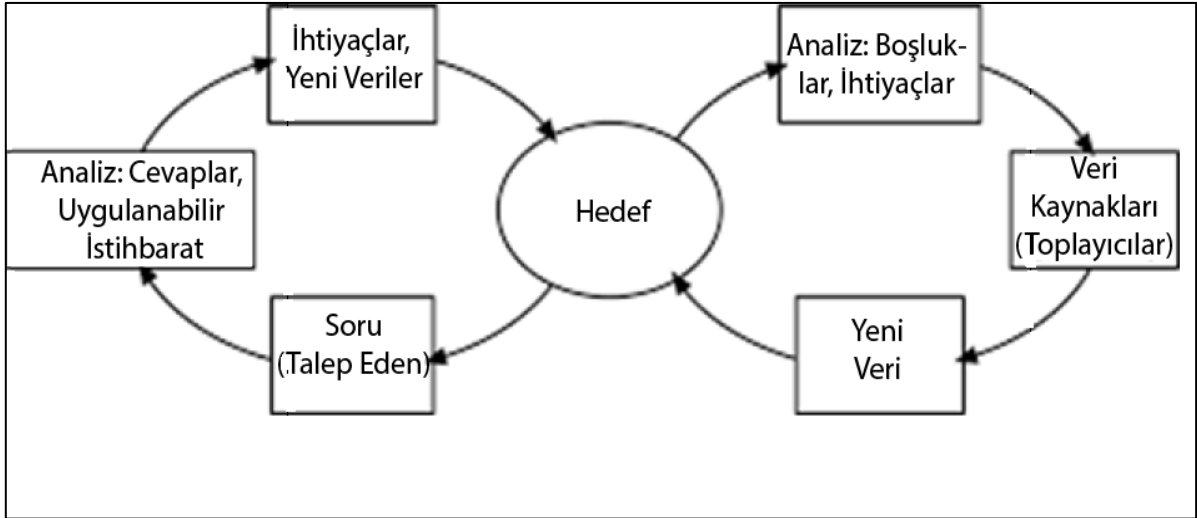 İhtiyaçlar,
Yeni Veriler
Analiz: Boşluk-
lar, İhtiyaçlar
Analiz: Cevaplar,
Uygulanabilir
İstihbarat
Hedef
Veri
Kaynakları
(Toplayıcılar)
Soru
(Talep Eden)
Yeni
Veri